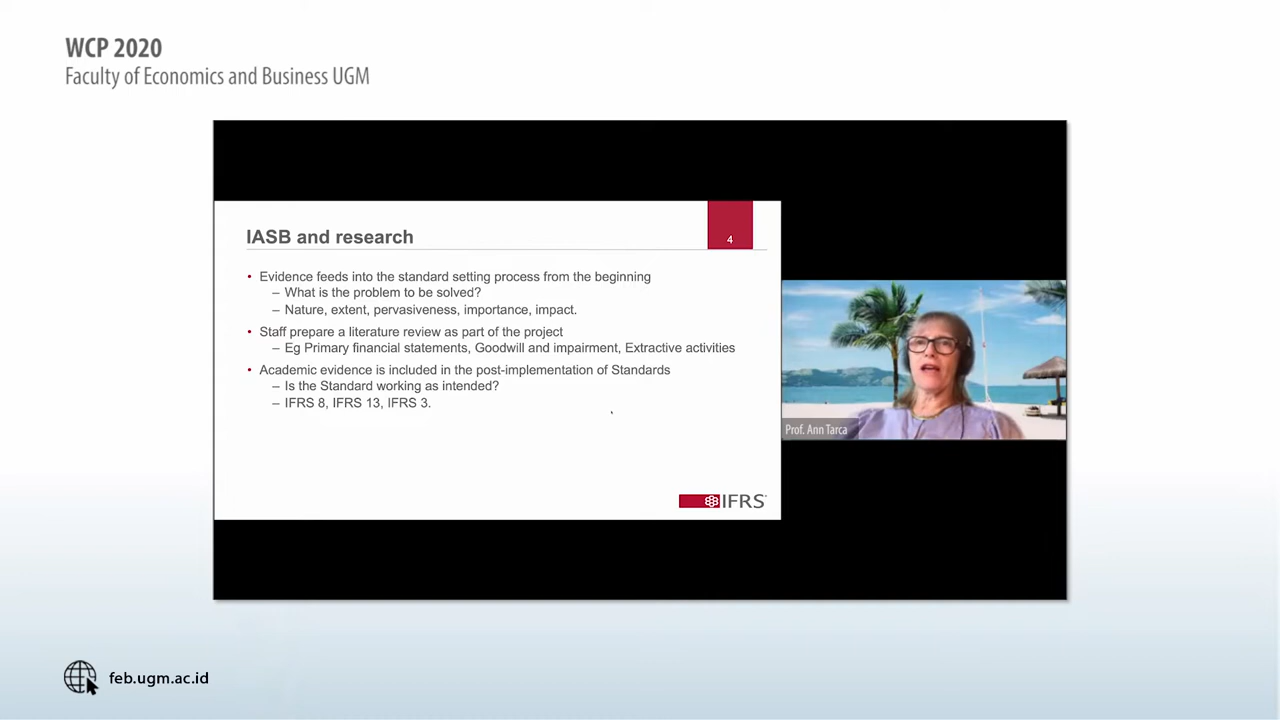 WCP 2020
Faculty of Economics and Business UGM
IASB and research
4
• Evidence feeds into the standard setting process from the beginning
– What is the problem to be solved?
– Nature, extent, pervasiveness, importance, impact.
• Staff prepare a literature review as part of the project
– Eg Primary financial statements, Goodwill and impairment, Extractive activities
• Academic evidence is included in the post-implementation of Standards
– Is the Standard working as intended?
– IFRS 8, IFRS 13, IFRS 3.
IFRS
Prof. Ann Tarca
feb.ugm.ac.id